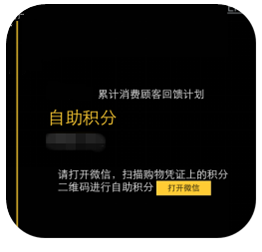 累计消费顾客回馈计划
自助积分
请打开微信，扫描购物凭证上的积分
二维码进行自助积分 打开微信